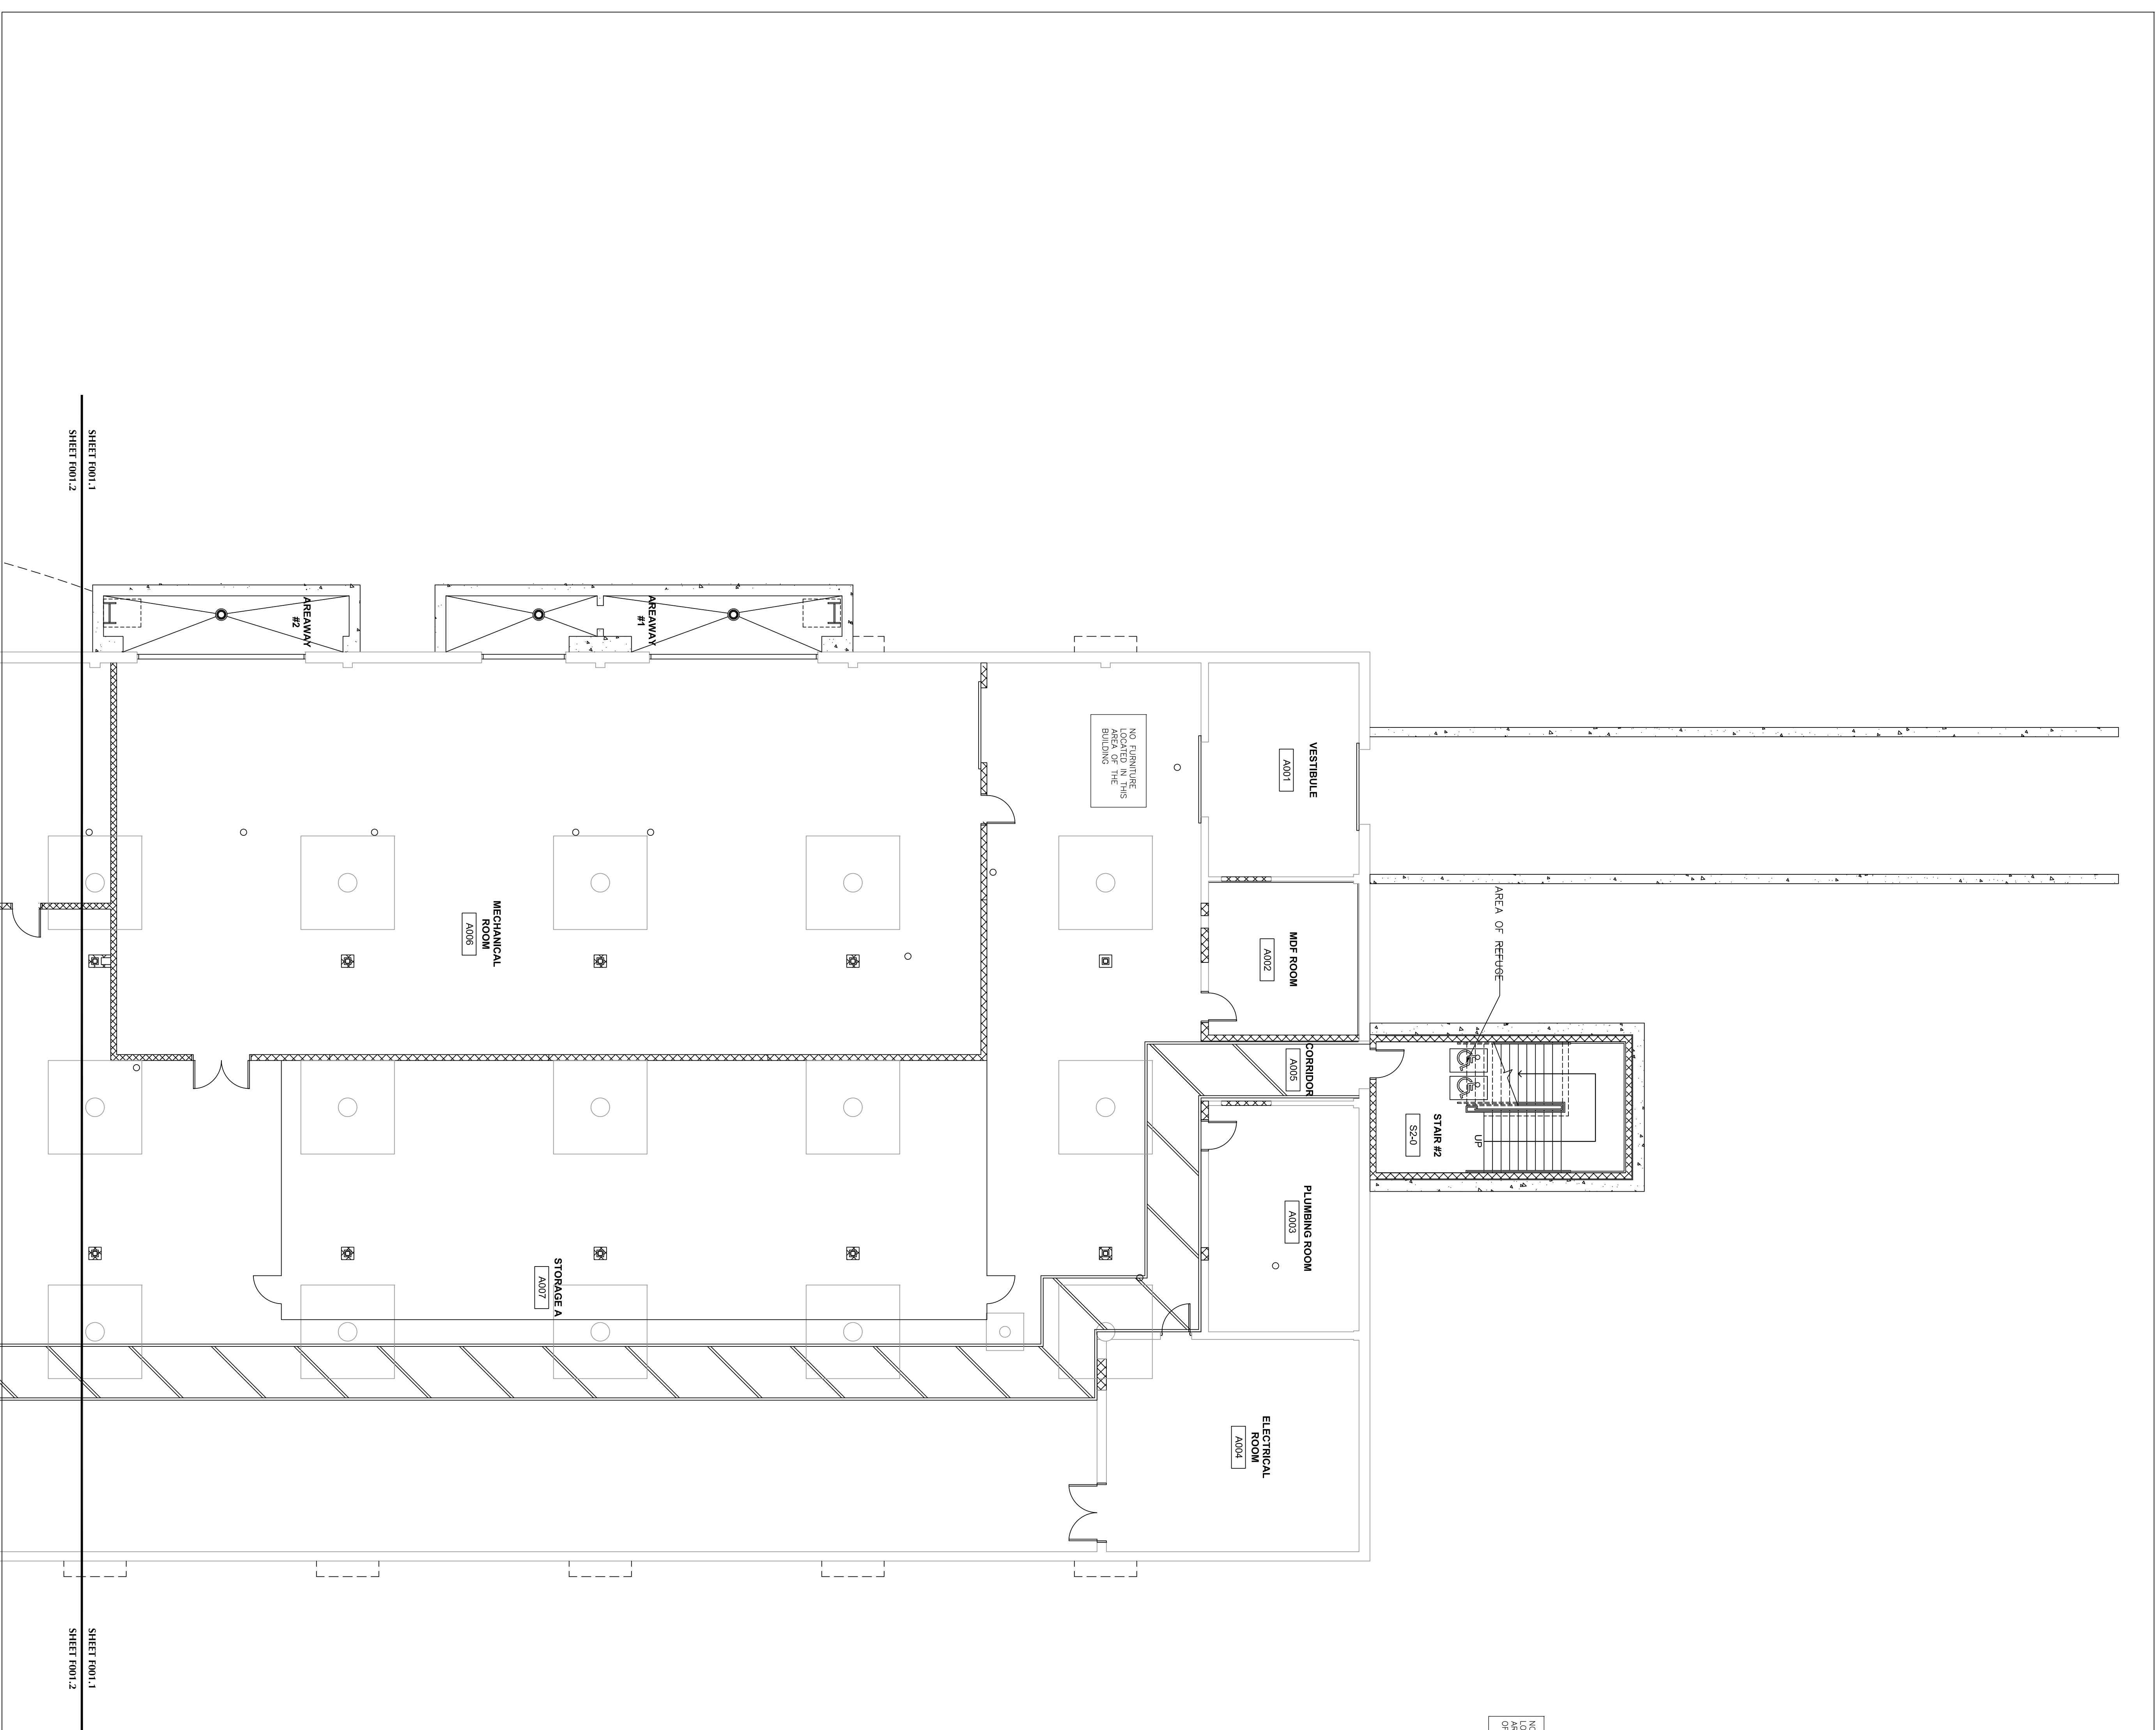 SHEET F001.1
SHEET F001.2
AREAWAY
#2
AREAWAY
#1
NO FURNITURE
LOCATED IN THIS
AREA OF THE
BUILDING
VESTIBULE
A001
AREA OF REFUGE
MECHANICAL
ROOM
A006
MDF ROOM
A002
CORRIDOR
A005
STAIR #2
S2-0
UP
PLUMBING ROOM
A003
STORAGE A
A007
ELECTRICAL
ROOM
A004
SHEET F001.1
SHEET F001.2